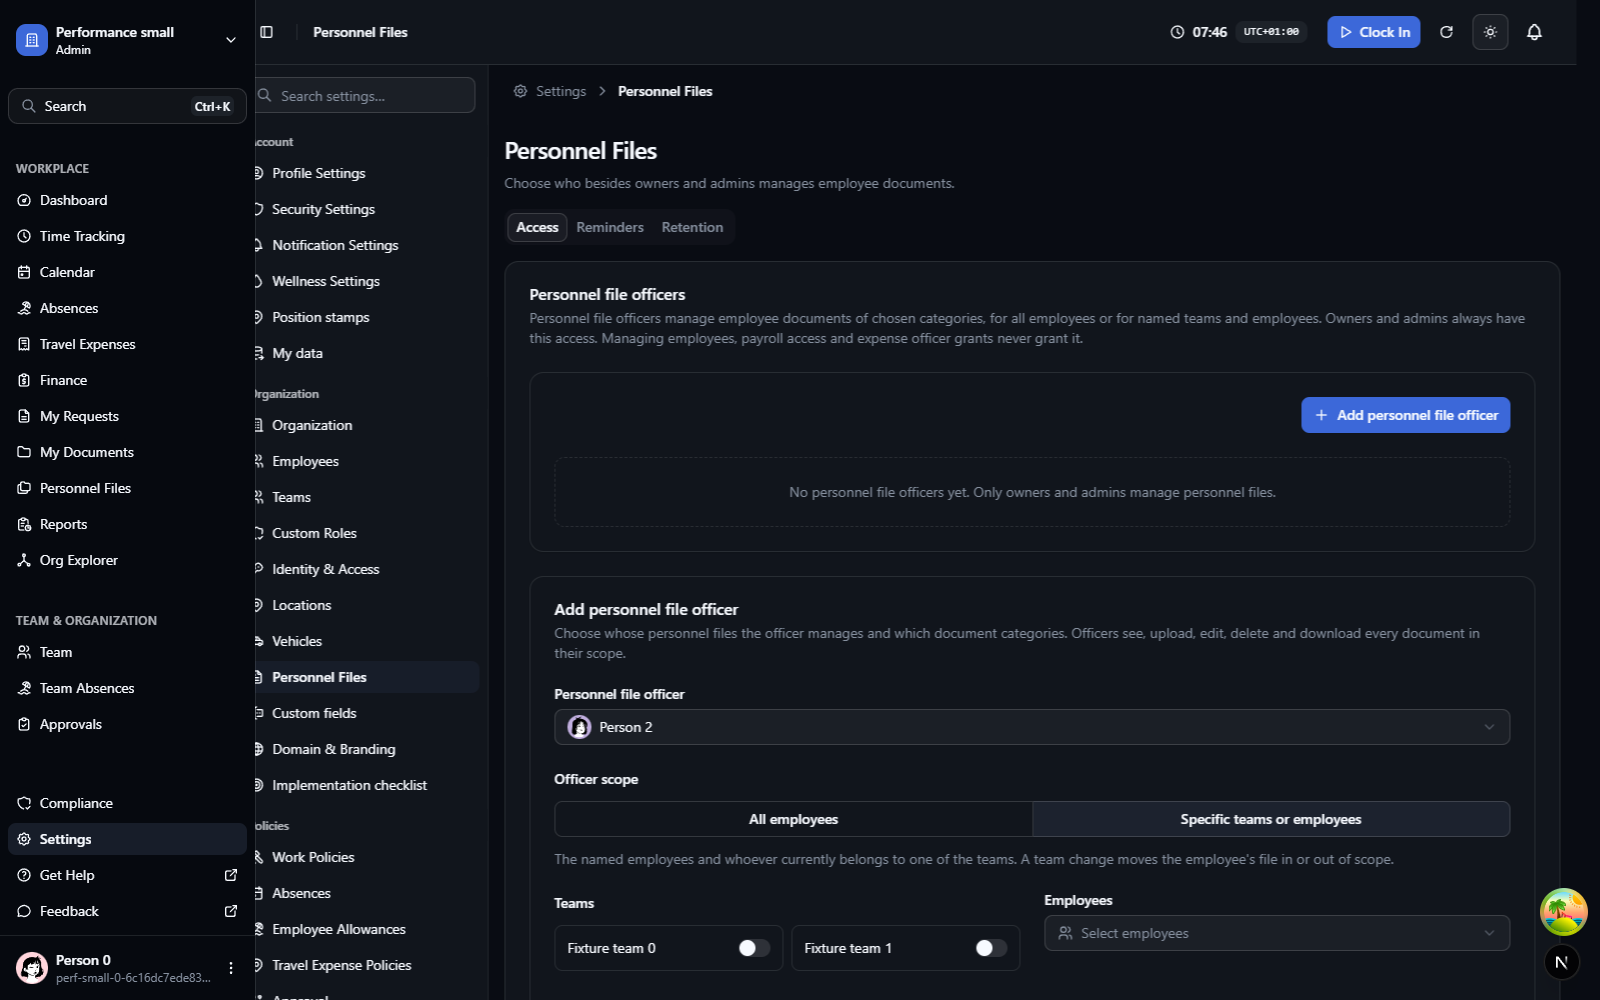 Performance small
Admin
Search
Ctrl+K
WORKPLACE
Dashboard
Time Tracking
Calendar
Absences
Travel Expenses
Finance
My Requests
My Documents
Personnel Files
Reports
Org Explorer
TEAM & ORGANIZATION
Team
Team Absences
Approvals
Compliance
Settings
Get Help
Feedback
Person 0
perf-small-0-6c16dc7ede83...
Personnel Files
07:46
UTC+01:00
Clock In
Search settings...
ccount
Profile Settings
Security Settings
Notification Settings
Wellness Settings
Position stamps
My data
rganization
Organization
Employees
Teams
Custom Roles
Identity & Access
Locations
Vehicles
Personnel Files
Custom fields
Domain & Branding
Implementation checklist
olicies
Work Policies
Absences
Employee Allowances
Travel Expense Policies
Settings
Personnel Files
Personnel Files
Choose who besides owners and admins manages employee documents.
Access
Reminders
Retention
Personnel file officers
Personnel file officers manage employee documents of chosen categories, for all employees or for named teams and employees. Owners and admins always have
this access. Managing employees, payroll access and expense officer grants never grant it.
Add personnel file officer
No personnel file officers yet. Only owners and admins manage personnel files.
Add personnel file officer
Choose whose personnel files the officer manages and which document categories. Officers see, upload, edit, delete and download every document in
their scope.
Personnel file officer
Person 2
Officer scope
All employees
Specific teams or employees
The named employees and whoever currently belongs to one of the teams. A team change moves the employee's file in or out of scope.
Teams
Fixture team 0
Fixture team 1
Employees
Select employees
N